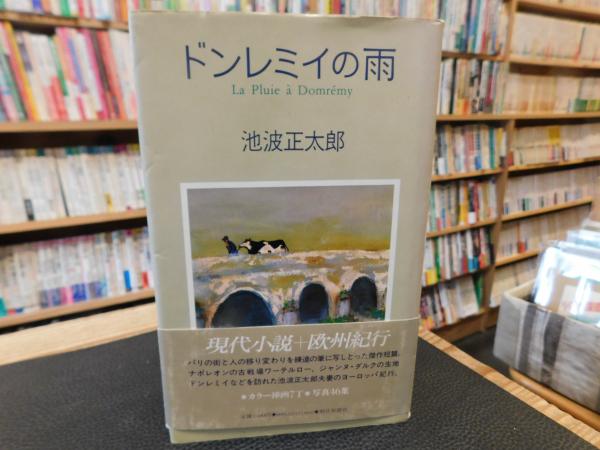 ドンレミイの雨
La Pluie à Domrémy
池波正太郎
現代小説+欧州紀行
パリの街と人の移り変わりを練達の筆に写しとった傑作短篇。
ナポレオンの古戦場ワーテルロー、ジャンヌ・ダルクの生地
ドンレミイなどを訪れた池波正太郎夫妻のヨーロッパ紀行。
●カラー挿画7丁●写真46葉